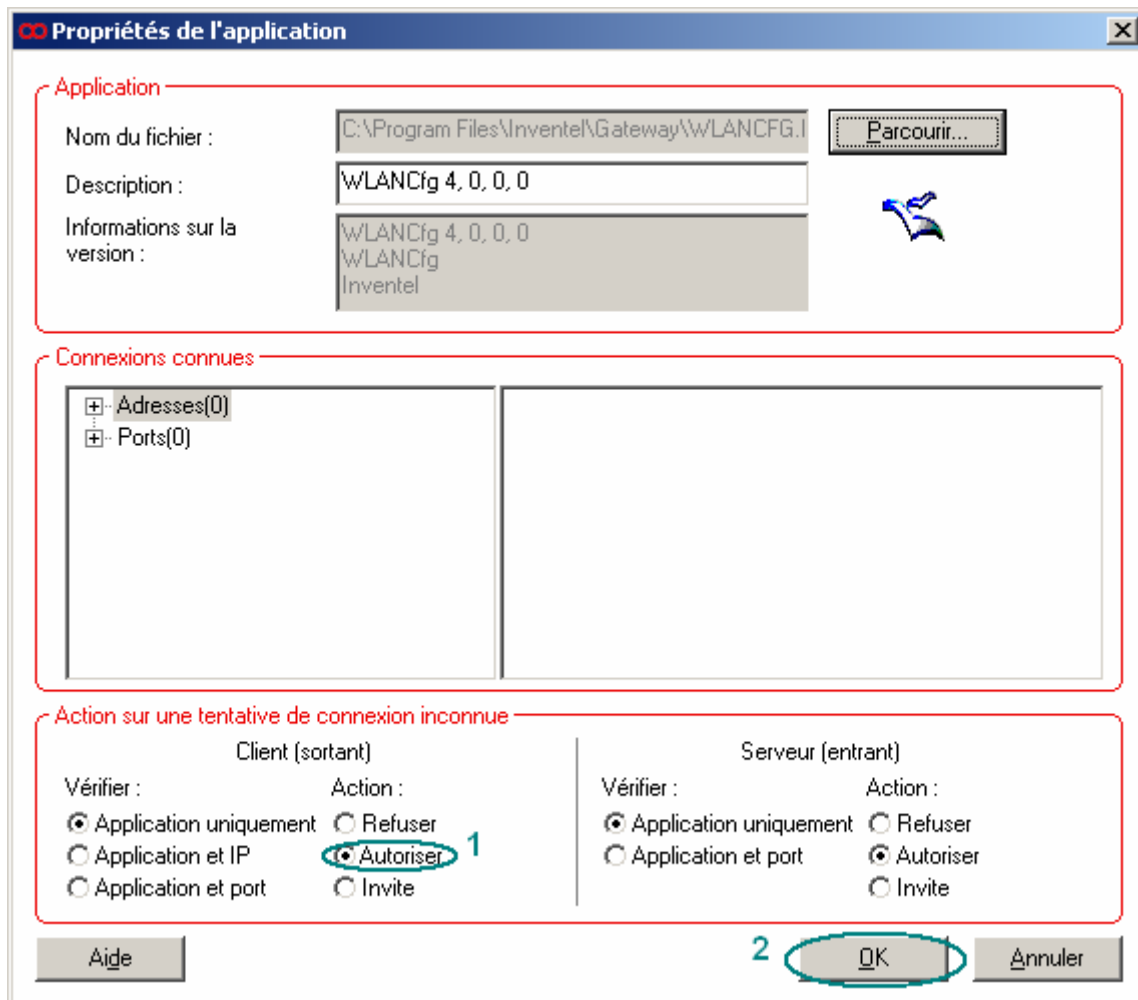 Propriétés de l'application
Application
Nom du fichier :
C:\Program Files\Inventel\Gateway\WLANCFG.
Parcourir...
Description :
WLANCfg 4, 0, 0, 0
Informations sur la
version :
WLANCfg 4, 0, 0, 0
WLANCfg
Inventel
Connexions connues
Adresses(0)
Ports(0)
Action sur une tentative de connexion inconnue
Client (sortant)
Vérifier :
Action :
Application uniquement
Refuser
Application et IP
Autoriser
1
Application et port
Invite
Serveur (entrant)
Vérifier :
Action :
Application uniquement
Refuser
Application et port
Autoriser
Invite
Aide
2
OK
Annuler